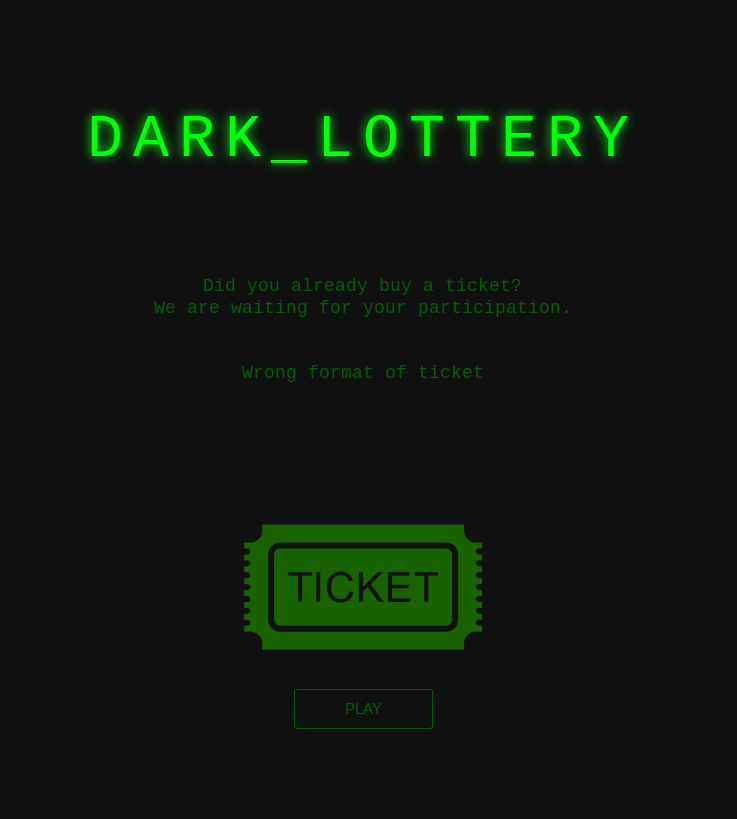 DARK_LOTTERY
Did you already buy a ticket?
We are waiting for your participation.
Wrong format of ticket
TICKET
PLAY